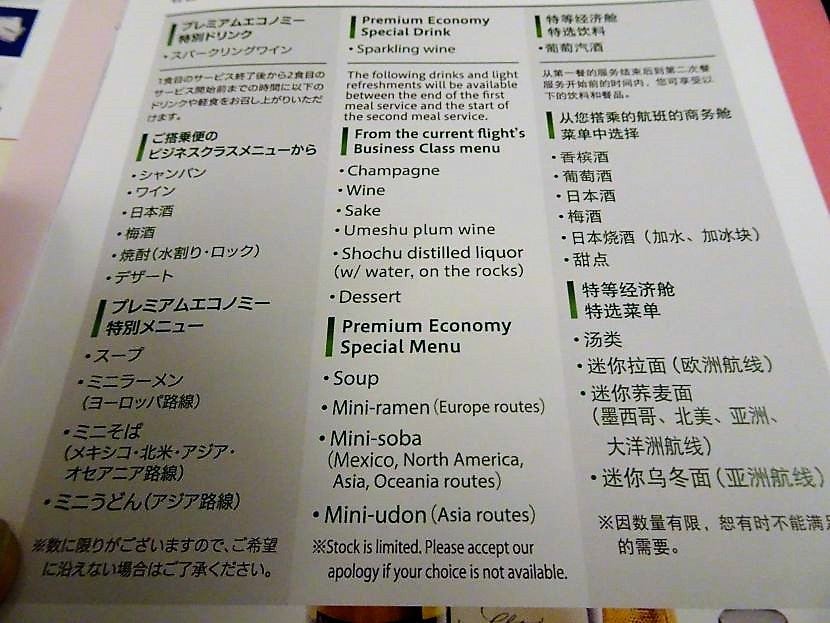 プレミアムエコノミー
特別ドリンク
・スパークリングワイン
1食目のサービス終了後から2食目の
サービス開始前までの時間に以下の
ドリンクや軽食をお召し上がりいただ
けます。
ご搭乗便の
ビジネスクラスメニューから
・シャンパン
・ワイン
・日本酒
・梅酒
・焼酎(水割り・ロック)
・デザート
プレミアムエコノミー
特別メニュー
・スープ
・ミニラーメン
(ヨーロッパ路線)
・ミニそば
(メキシコ・北米・アジア・
オセアニア路線)
・ミニうどん(アジア路線)
※数に限りがございますので、ご希望
に沿えない場合はご了承ください。
Premium Economy
Special Drink
・Sparkling wine
The following drinks and light
refreshments will be available
between the end of the first
meal service and the start of
the second meal service.
From the current flight's
Business Class menu
・Champagne
・Wine
・Sake
・Umeshu plum wine
・Shochu distilled liquor
(w/ water, on the rocks)
・Dessert
Premium Economy
Special Menu
・Soup
・Mini-ramen (Europe routes)
・Mini-soba
(Mexico, North America,
Asia, Oceania routes)
・Mini-udon (Asia routes)
※Stock is limited. Please accept our
apology if your choice is not available.
特等经济舱
特选饮料
・葡萄汽酒
从第一餐的服务结束后到第二次餐
服务开始前的时间内，您可享受以
下的饮料和餐品。
从您搭乘的航班的商务舱
菜单中选择
・香槟酒
・葡萄酒
・日本酒
・梅酒
・日本烧酒（加水、加冰块）
・甜点
特等经济舱
特选菜单
・汤类
・迷你拉面（欧洲航线）
・迷你荞麦面
（墨西哥、北美、亚洲、
大洋洲航线）
・迷你乌冬面（亚洲航线）
※因数量有限，恕有时不能满足
的需要。